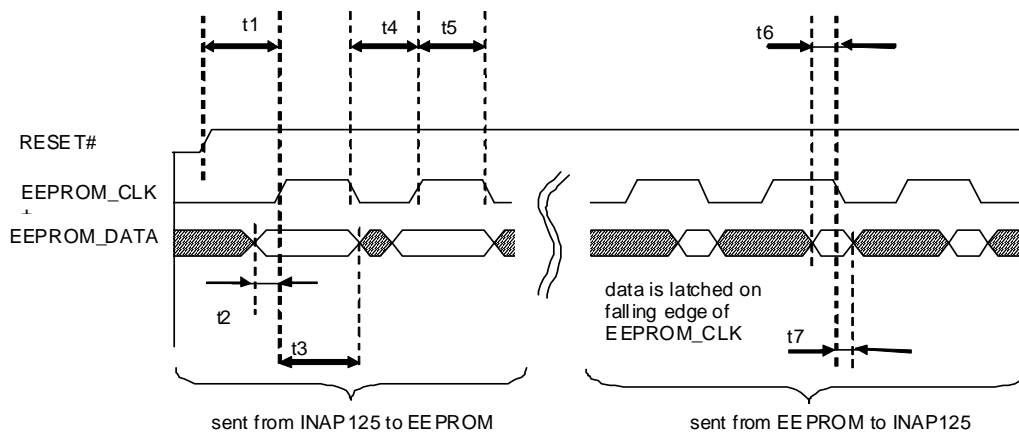 t1
t4
t5
t6
RESET#
EEPROM_CLK
EEPROM_DATA
t2
t3
data is latched on
falling edge of
EEPROM_CLK
t7
sent from INAP125 to EEPROM
sent from EEPROM to INAP125